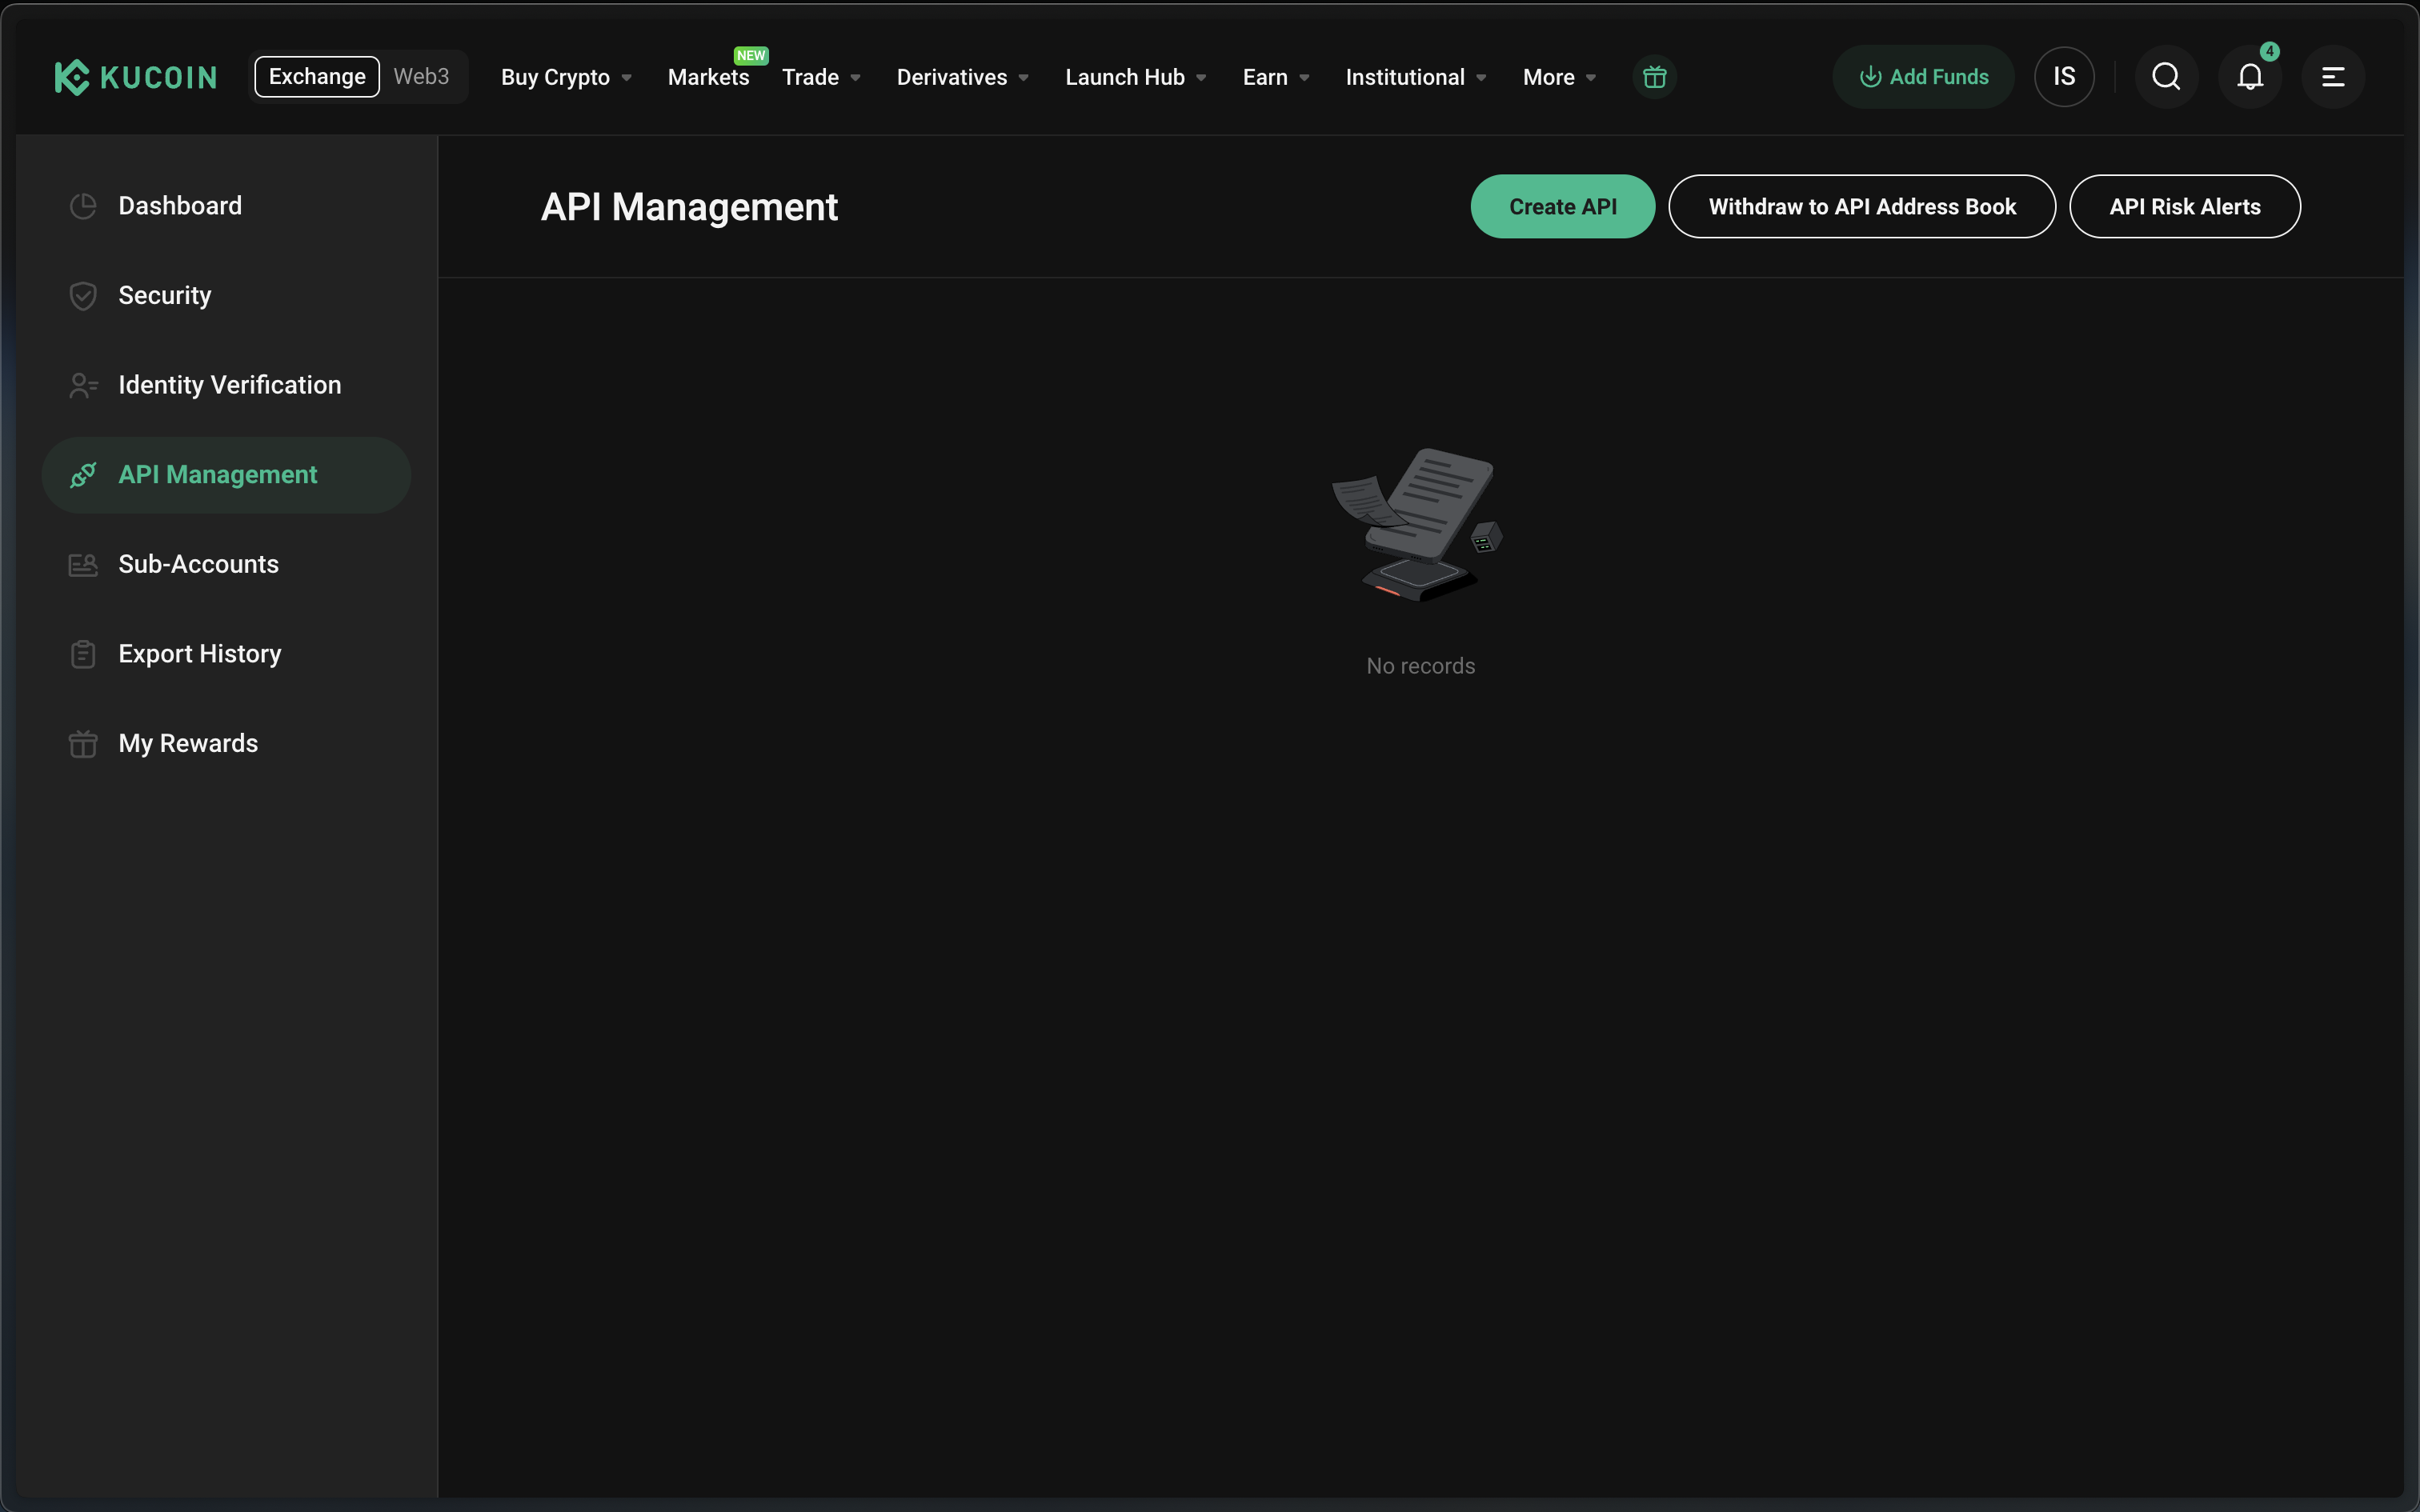 KUCOIN
Exchange Web3 Buy Crypto Markets NEW Trade Derivatives Launch Hub Earn Institutional More Add Funds IS 4
Dashboard
Security
Identity Verification
API Management
Sub-Accounts
Export History
My Rewards
API Management
Create API Withdraw to API Address Book API Risk Alerts
No records